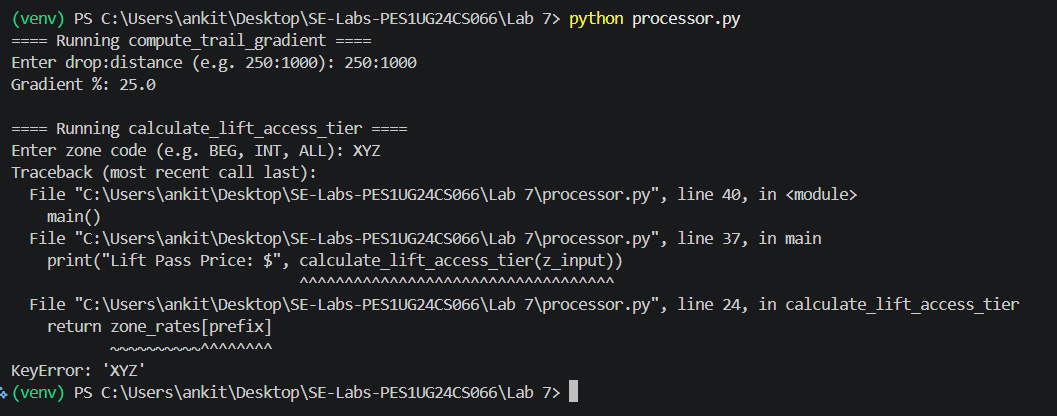 (venv) PS C:\Users\ankit\Desktop\SE-Labs-PES1UG24CS066\Lab 7> python processor.py
==== Running compute_trail_gradient ====
Enter drop:distance (e.g. 250:1000): 250:1000
Gradient %: 25.0

==== Running calculate_lift_access_tier ====
Enter zone code (e.g. BEG, INT, ALL): XYZ
Traceback (most recent call last):
  File "C:\Users\ankit\Desktop\SE-Labs-PES1UG24CS066\Lab 7\processor.py", line 40, in <module>
    main()
  File "C:\Users\ankit\Desktop\SE-Labs-PES1UG24CS066\Lab 7\processor.py", line 37, in main
    print("Lift Pass Price: $", calculate_lift_access_tier(z_input))
                                ^^^^^^^^^^^^^^^^^^^^^^^^^^^^^^^^^^^
  File "C:\Users\ankit\Desktop\SE-Labs-PES1UG24CS066\Lab 7\processor.py", line 24, in calculate_lift_access_tier
    return zone_rates[prefix]
           ~~~~~~~~~~^^^^^^^^
KeyError: 'XYZ'
(venv) PS C:\Users\ankit\Desktop\SE-Labs-PES1UG24CS066\Lab 7>